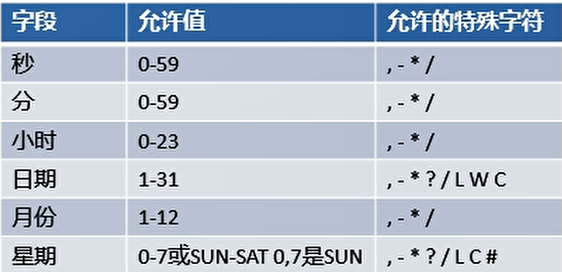 字段 允许值 允许的特殊字符
秒 0-59 , - * /
分 0-59 , - * /
小时 0-23 , - * /
日期 1-31 , - * ? / L W C
月份 1-12 , - * /
星期 0-7或SUN-SAT 0,7是SUN , - * ? / L C #